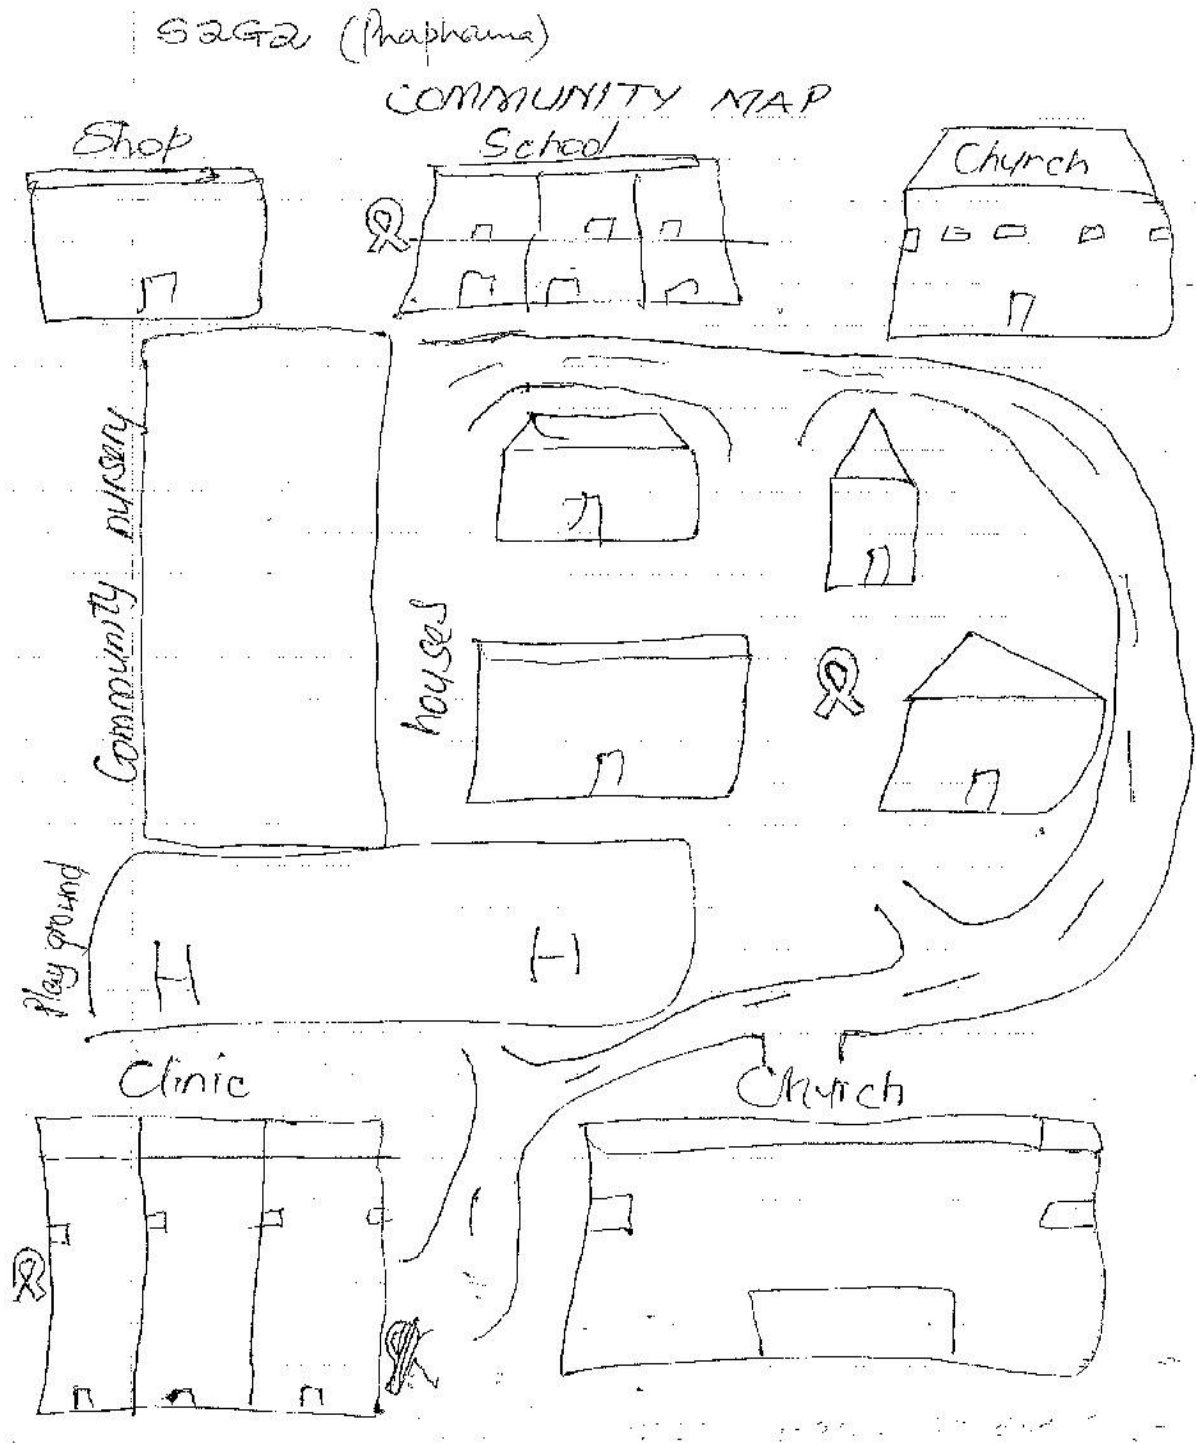 S2G2 (Phaphama)
COMMUNITY MAP
Shop
School
Church
Community nursery
houses
Play ground
Clinic
Church